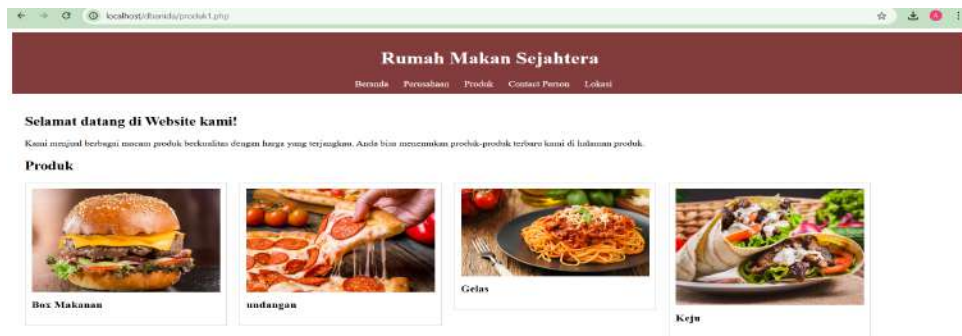 localhost/dbanida/produk1.php
Rumah Makan Sejahtera
Beranda Perusahaan Produk Contact Person Lokasi
Selamat datang di Website kami!
Kami menjual berbagai macam produk berkualitas dengan harga yang terjangkau. Anda bisa menemukan produk-produk terbaru kami di halaman produk.
Produk
Box Makanan
undangan
Gelas
Keju